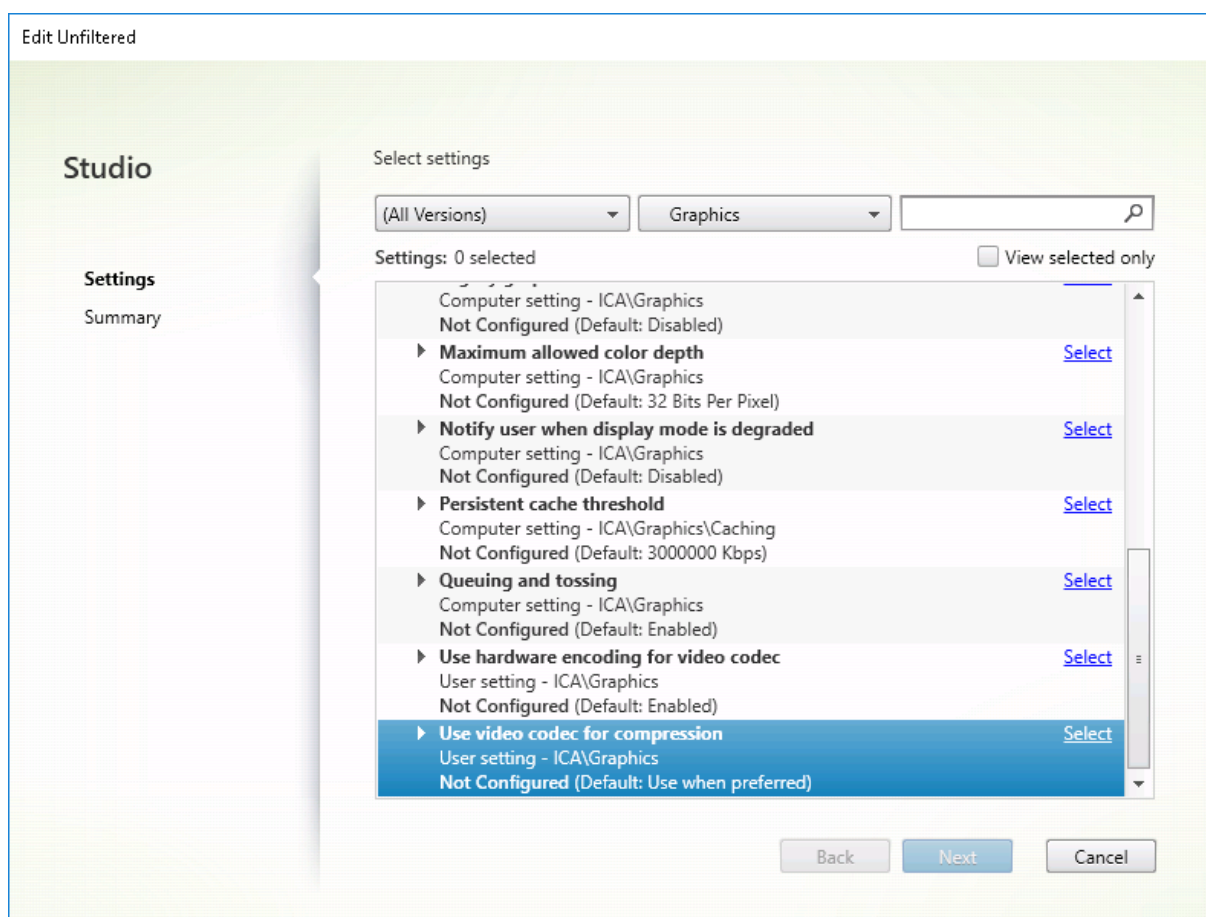 Edit Unfiltered
Studio
Settings
Summary
Select settings
(All Versions)
Graphics
Settings: 0 selected
View selected only
Computer setting - ICA\Graphics
Not Configured (Default: Disabled)
Maximum allowed color depth Select
Computer setting - ICA\Graphics
Not Configured (Default: 32 Bits Per Pixel)
Notify user when display mode is degraded Select
Computer setting - ICA\Graphics
Not Configured (Default: Disabled)
Persistent cache threshold Select
Computer setting - ICA\Graphics\Caching
Not Configured (Default: 3000000 Kbps)
Queuing and tossing Select
Computer setting - ICA\Graphics
Not Configured (Default: Enabled)
Use hardware encoding for video codec Select
User setting - ICA\Graphics
Not Configured (Default: Enabled)
Use video codec for compression Select
User setting - ICA\Graphics
Not Configured (Default: Use when preferred)
Back
Next
Cancel